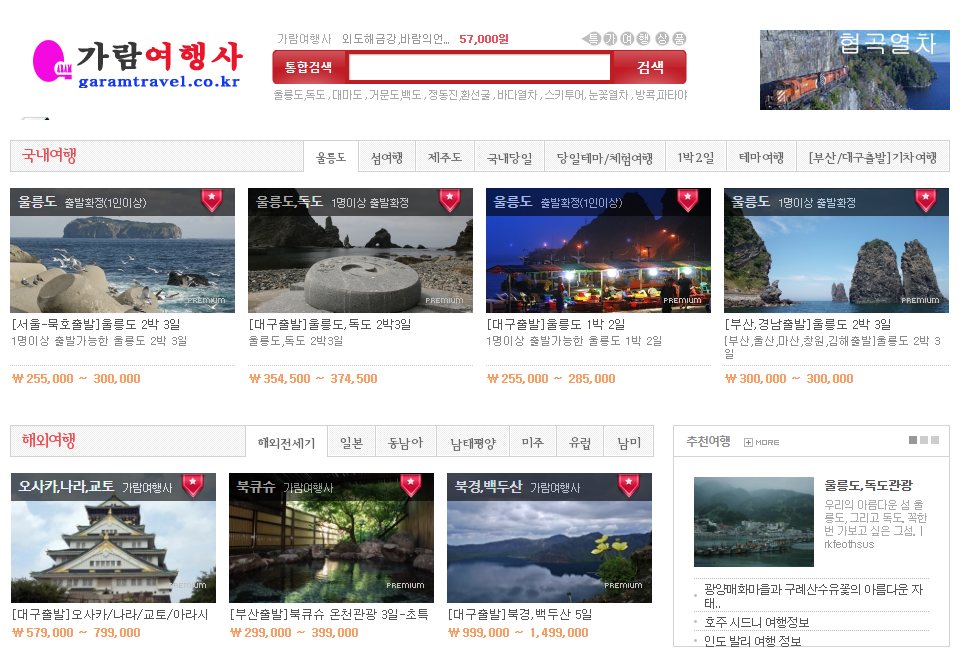 가람여행사
garamtravel.co.kr
가람여행사 외도해금강,바람의언... 57,000원
특가여행상품
통합검색 검색
울릉도,독도 , 대마도 , 거문도,백도 , 정동진,환선굴 , 바다열차 , 스키투어, 눈꽃열차 , 방콕,파타야
협곡열차
국내여행 울릉도 섬여행 제주도 국내당일 당일테마/체험여행 1박2일 테마여행 [부산/대구출발]기차여행
울릉도 출발확정(1인이상)
PREMIUM
[서울-묵호출발]울릉도 2박 3일
1명이상 출발가능한 울릉도 2박 3일
₩ 255,000 ~ 300,000
울릉도,독도 1명이상 출발확정
PREMIUM
[대구출발]울릉도,독도 2박3일
울릉도,독도 2박3일
₩ 354,500 ~ 374,500
울릉도 출발확정(1인이상)
PREMIUM
[대구출발]울릉도 1박 2일
1명이상 출발가능한 울릉도 1박 2일
₩ 255,000 ~ 285,000
울릉도 1명이상 출발확정
PREMIUM
[부산,경남출발]울릉도 2박 3일
[부산,울산,마산,창원,김해출발]울릉도 2박 3
일
₩ 300,000 ~ 300,000
해외여행 해외전세기 일본 동남아 남태평양 미주 유럽 남미
오사카,나라,교토 가람여행사
PREMIUM
[대구출발]오사카/나라/교토/아라시
₩ 579,000 ~ 799,000
북큐슈 가람여행사
PREMIUM
[부산출발]북큐슈 온천관광 3일-초특
₩ 299,000 ~ 399,000
북경,백두산 가람여행사
PREMIUM
[대구출발]북경,백두산 5일
₩ 999,000 ~ 1,499,000
추천여행 MORE
울릉도,독도관광
우리의 아름다운 섬 울
릉도, 그리고 독도. 꼭한
번 가보고 싶은 그섬. |
rkfeothsus
광양매화마을과 구례산수유꽃의 아름다운 자
태..
호주 시드니 여행정보
인도 발리 여행 정보